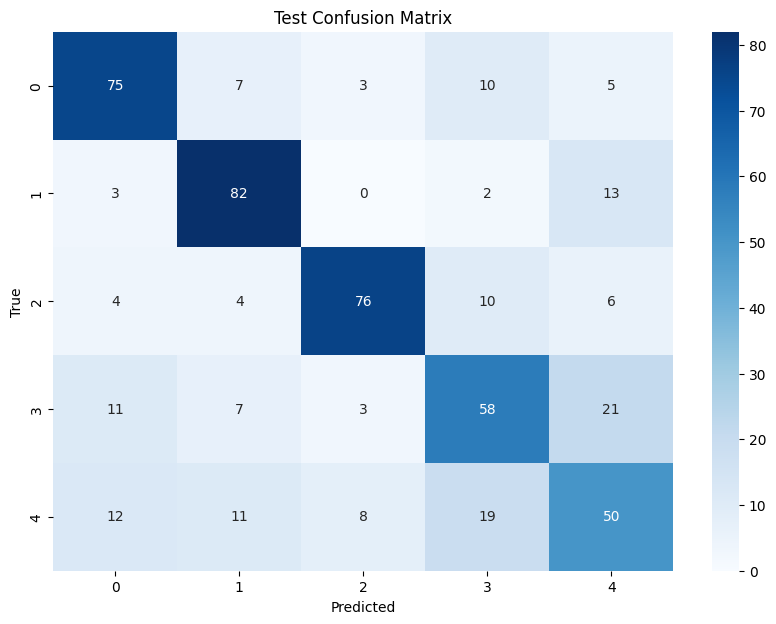 Test Confusion Matrix
0 75 7 3 10 5
1 3 82 0 2 13
2 4 4 76 10 6
3 11 7 3 58 21
4 12 11 8 19 50
0 1 2 3 4
Predicted
True
80
70
60
50
40
30
20
10
0